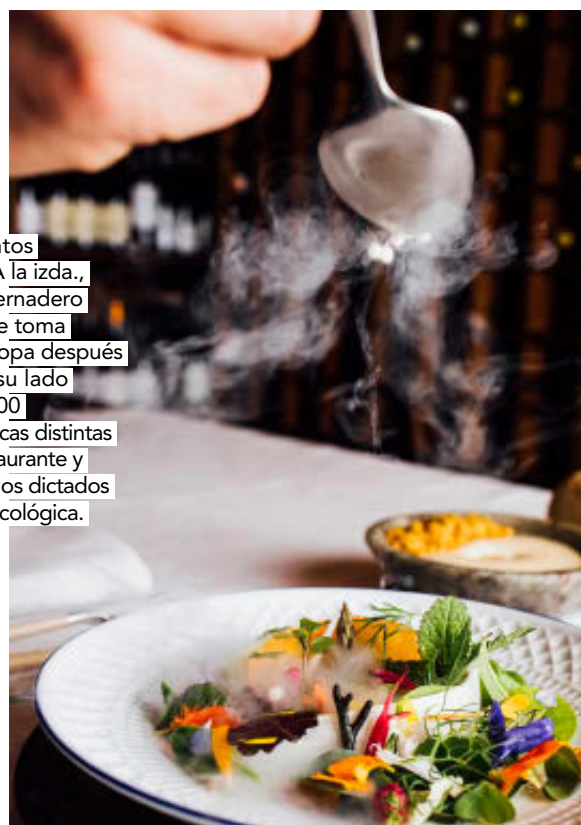 ntos
A la izda.,
ernadero
e toma
opa después
su lado
00
cas distintas
aurante y
os dictados
cológica.